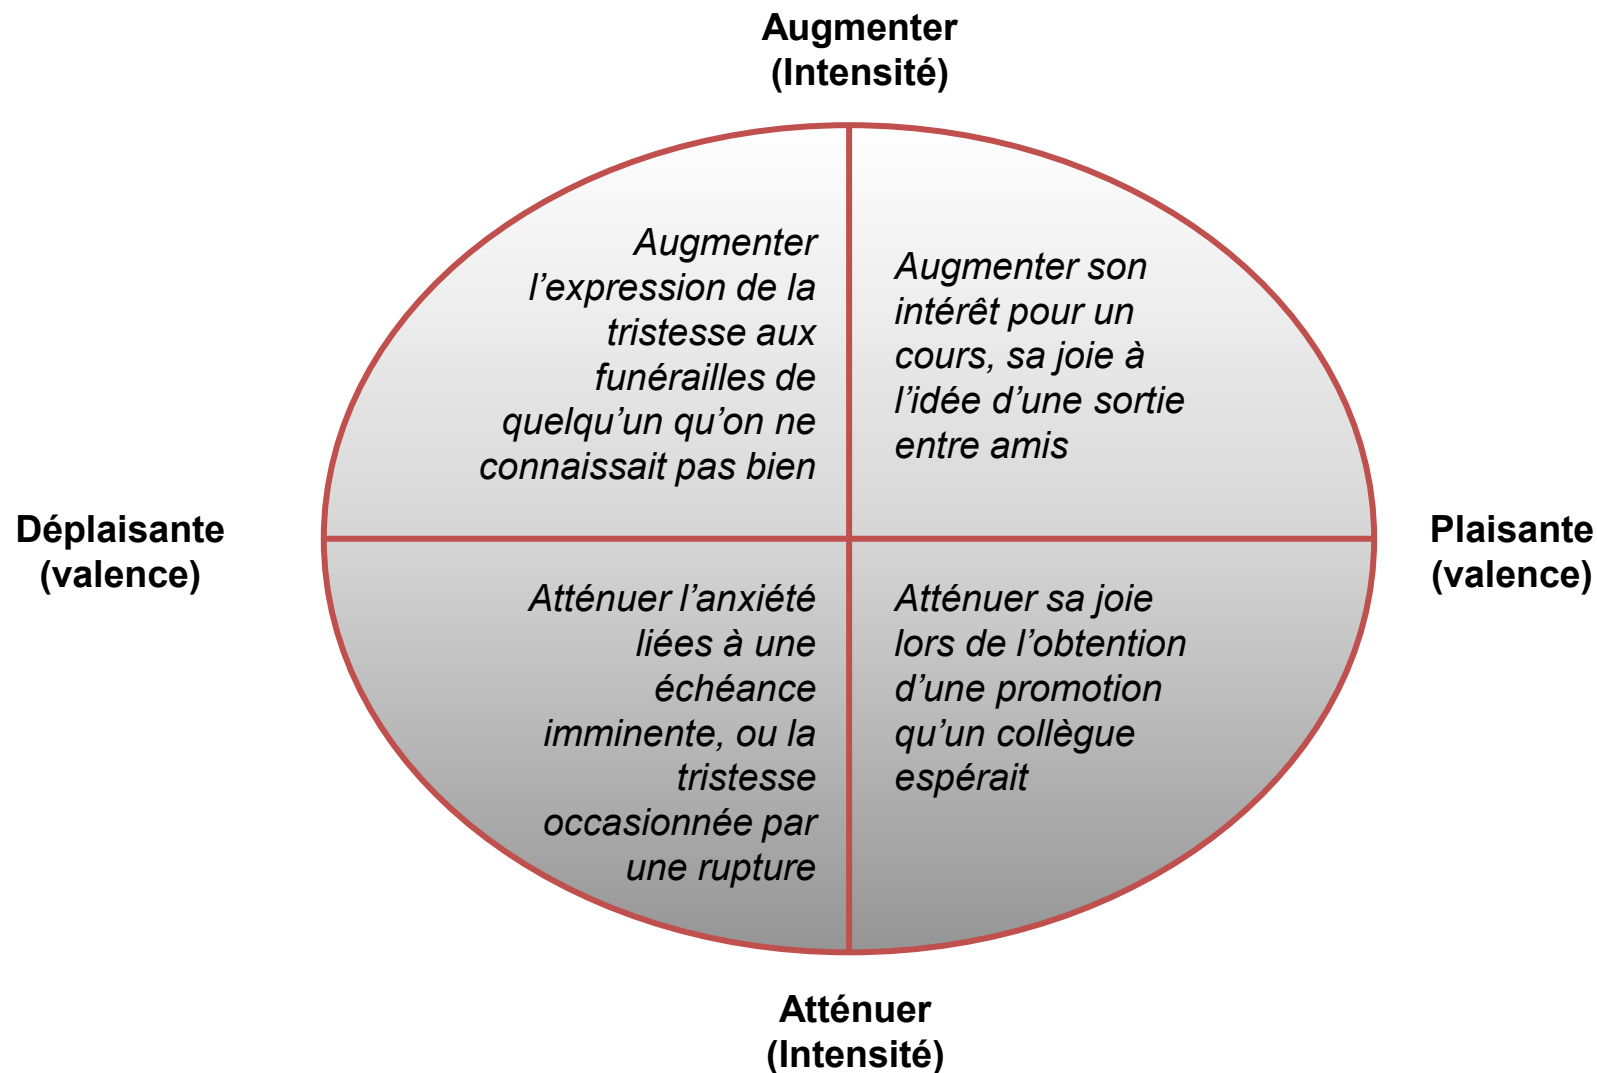 Augmenter
(Intensité)
Augmenter
l’expression de la
tristesse aux
funérailles de
quelqu’un qu’on ne
connaissait pas bien
Augmenter son
intérêt pour un
cours, sa joie à
l’idée d’une sortie
entre amis
Déplaisante
(valence)
Plaisante
(valence)
Atténuer l’anxiété
liées à une
échéance
imminente, ou la
tristesse
occasionnée par
une rupture
Atténuer sa joie
lors de l’obtention
d’une promotion
qu’un collègue
espérait
Atténuer
(Intensité)